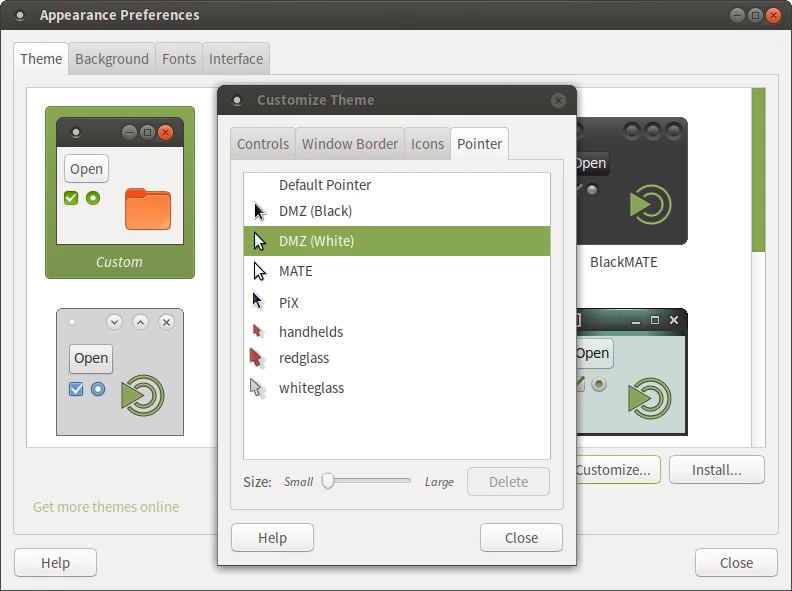 Appearance Preferences
Theme
Background
Fonts
Interface
Open
Custom
Open
Open
BlackMATE
Open
Customize...
Install...
Get more themes online
Help
Close
Customize Theme
Controls
Window Border
Icons
Pointer
Default Pointer
DMZ (Black)
DMZ (White)
MATE
PiX
handhelds
redglass
whiteglass
Size:
Small
Large
Delete
Help
Close